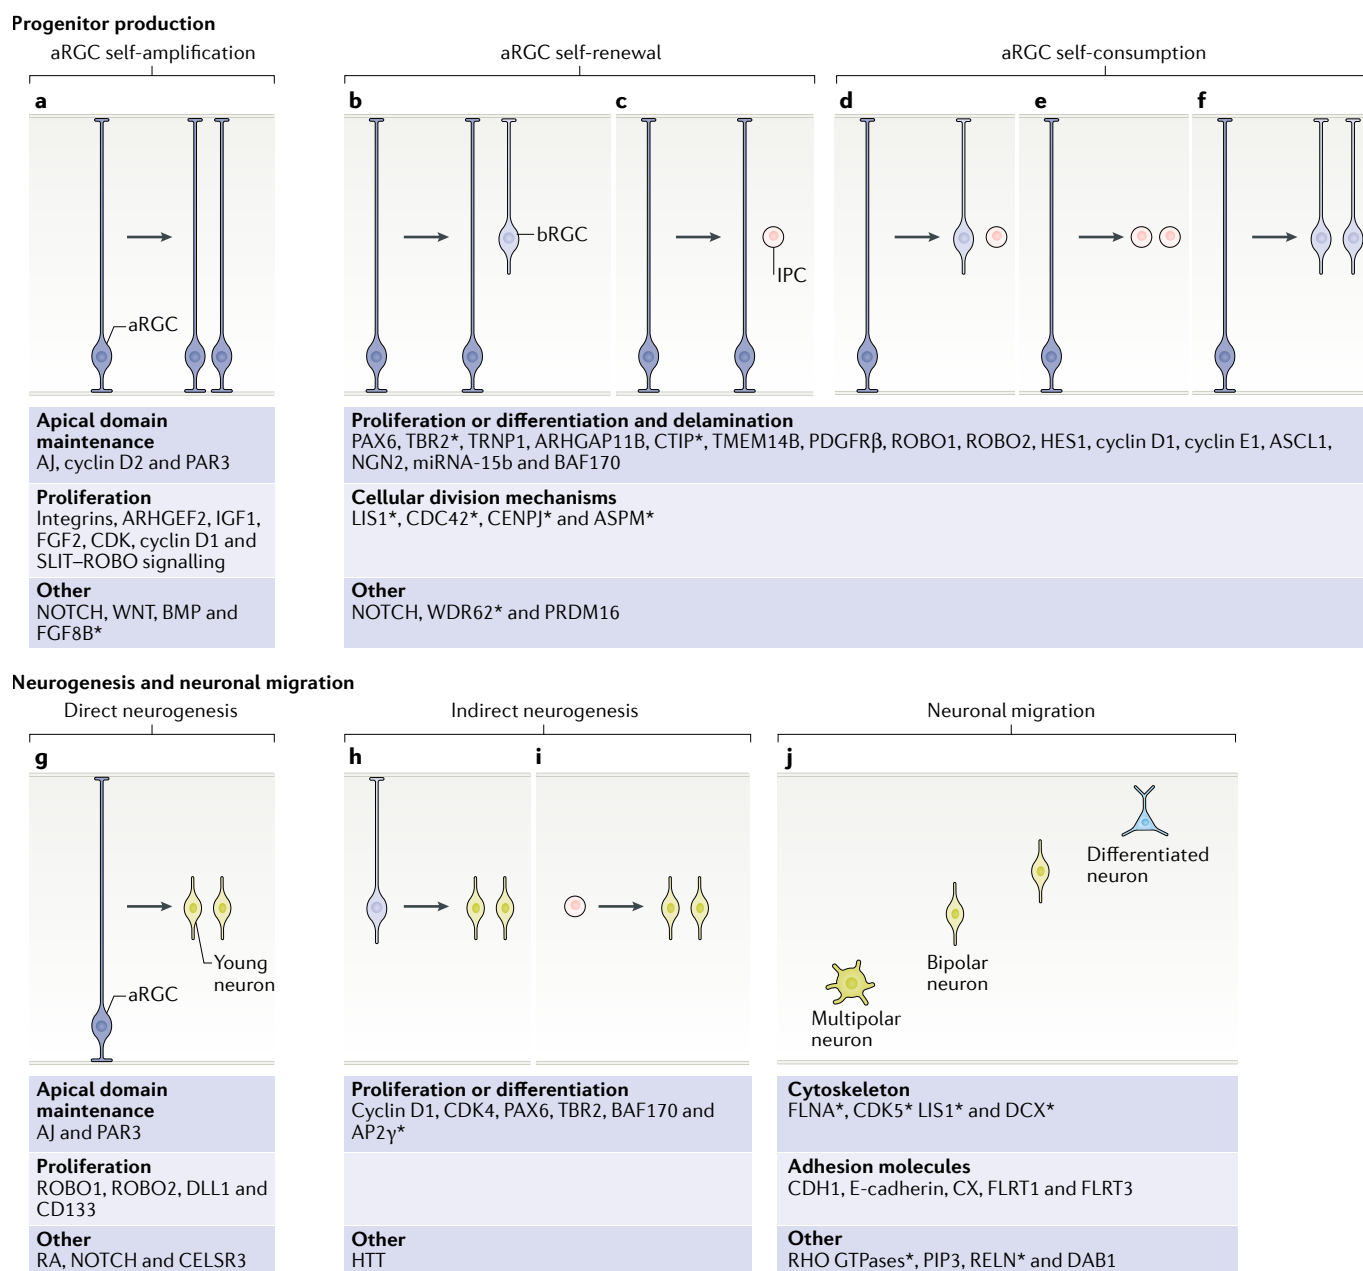 Progenitor production
aRGC self-amplification
aRGC self-renewal
aRGC self-consumption
a
b
c
d
e
f
bRGC
IPC
aRGC
Apical domain
maintenance
AJ, cyclin D2 and PAR3
Proliferation
Integrins, ARHGEF2, IGF1,
FGF2, CDK, cyclin D1 and
SLIT–ROBO signalling
Other
NOTCH, WNT, BMP and
FGF8B*
Proliferation or differentiation and delamination
PAX6, TBR2*, TRNP1, ARHGAP11B, CTIP*, TMEM14B, PDGFRβ, ROBO1, ROBO2, HES1, cyclin D1, cyclin E1, ASCL1,
NGN2, miRNA-15b and BAF170
Cellular division mechanisms
LIS1*, CDC42*, CENPJ* and ASPM*
Other
NOTCH, WDR62* and PRDM16
Neurogenesis and neuronal migration
Direct neurogenesis
Indirect neurogenesis
Neuronal migration
g
h
i
j
Young
neuron
aRGC
Differentiated
neuron
Bipolar
neuron
Multipolar
neuron
Apical domain
maintenance
AJ and PAR3
Proliferation
ROBO1, ROBO2, DLL1 and
CD133
Other
RA, NOTCH and CELSR3
Proliferation or differentiation
Cyclin D1, CDK4, PAX6, TBR2, BAF170 and
AP2γ*
Other
HTT
Cytoskeleton
FLNA*, CDK5* LIS1* and DCX*
Adhesion molecules
CDH1, E-cadherin, CX, FLRT1 and FLRT3
Other
RHO GTPases*, PIP3, RELN* and DAB1